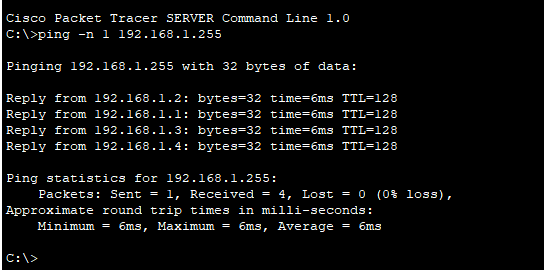 Cisco Packet Tracer SERVER Command Line 1.0
C:\>ping -n 1 192.168.1.255

Pinging 192.168.1.255 with 32 bytes of data:

Reply from 192.168.1.2: bytes=32 time=6ms TTL=128
Reply from 192.168.1.1: bytes=32 time=6ms TTL=128
Reply from 192.168.1.3: bytes=32 time=6ms TTL=128
Reply from 192.168.1.4: bytes=32 time=6ms TTL=128

Ping statistics for 192.168.1.255:
    Packets: Sent = 1, Received = 4, Lost = 0 (0% loss),
Approximate round trip times in milli-seconds:
    Minimum = 6ms, Maximum = 6ms, Average = 6ms

C:\>